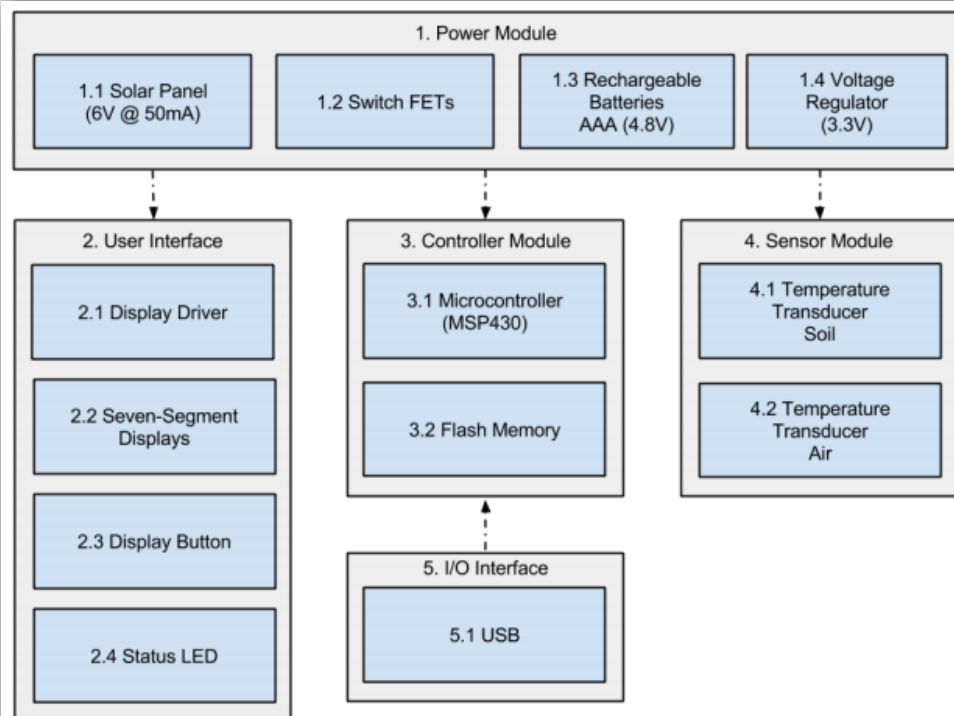 1. Power Module
1.1 Solar Panel
(6V @ 50mA)
1.2 Switch FETs
1.3 Rechargeable
Batteries
AAA (4.8V)
1.4 Voltage
Regulator
(3.3V)
2. User Interface
2.1 Display Driver
2.2 Seven-Segment
Displays
2.3 Display Button
2.4 Status LED
3. Controller Module
3.1 Microcontroller
(MSP430)
3.2 Flash Memory
4. Sensor Module
4.1 Temperature
Transducer
Soil
4.2 Temperature
Transducer
Air
5. I/O Interface
5.1 USB